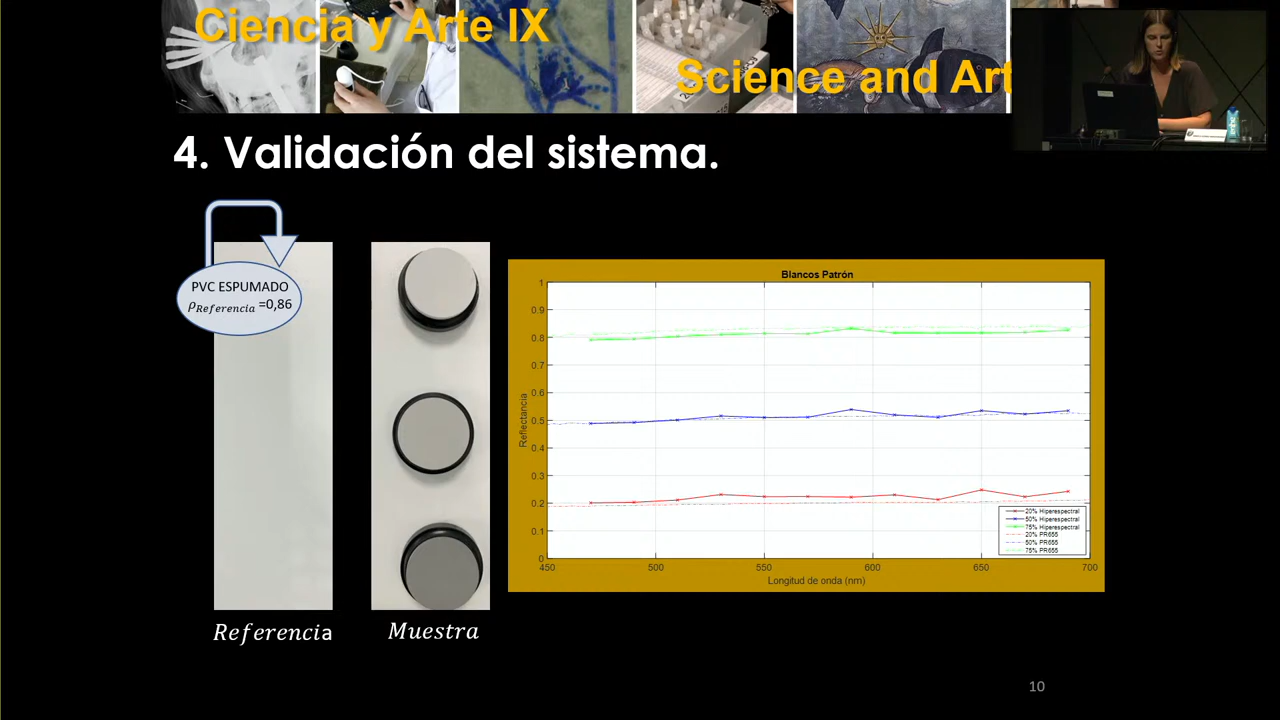 Ciencia y Arte IX
Science and Art
4. Validación del sistema.
PVC ESPUMADO
ρReferencia =0,86
Referencia
Muestra
Blancos Patrón
Reflectancia
1
0.9
0.8
0.7
0.6
0.5
0.4
0.3
0.2
0.1
0
450 500 550 600 650 700
Longitud de onda (nm)
20% Hiperespectral
50% Hiperespectral
75% Hiperespectral
20% PR655
50% PR655
75% PR655
10